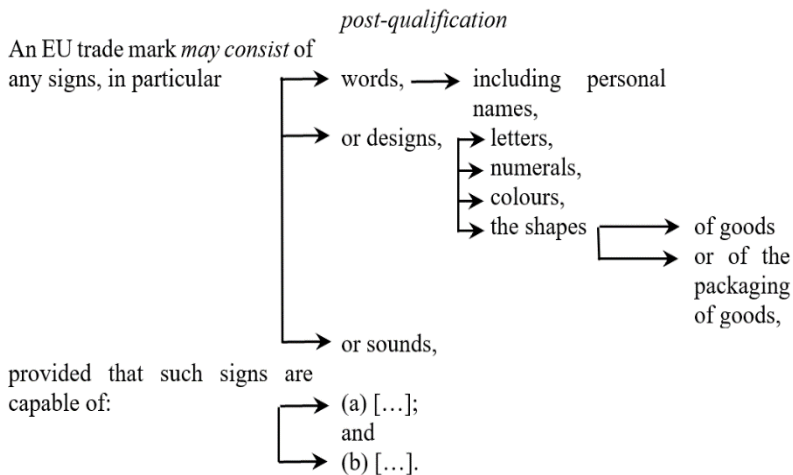 post-qualification
An EU trade mark may consist of
any signs, in particular
words,
including personal
names,
or designs,
letters,
numerals,
colours,
the shapes
of goods
or of the
packaging
of goods,
or sounds,
provided that such signs are
capable of:
(a) […];
and
(b) […].